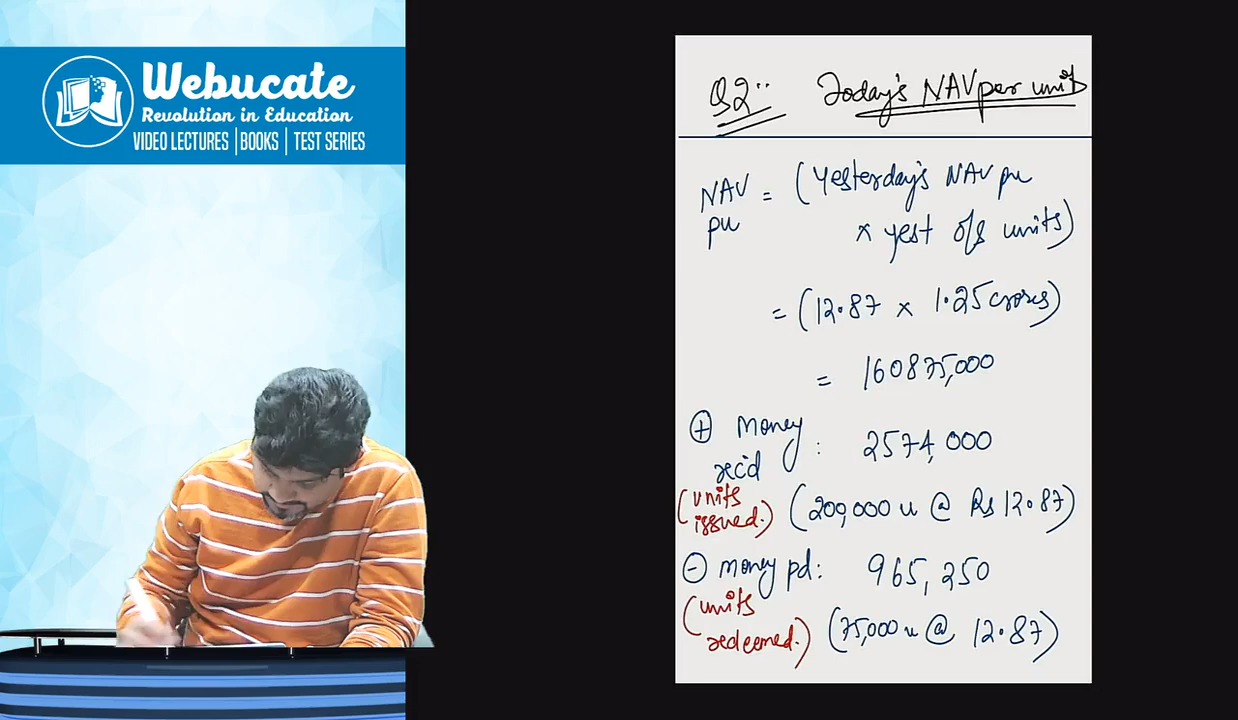 Webucate
Revolution in Education
VIDEO LECTURES | BOOKS | TEST SERIES
Q2:- Today's NAV per unit
NAV pu = (Yesterday's NAV pu
x yest o/s units)
= (12.87 x 1.25 crores)
= 160875,000
+ money rec'd : 2574,000
(units issued.) (200,000 u @ Rs 12.87)
- money pd: 965,250
(units redeemed.) (75,000 u @ 12.87)